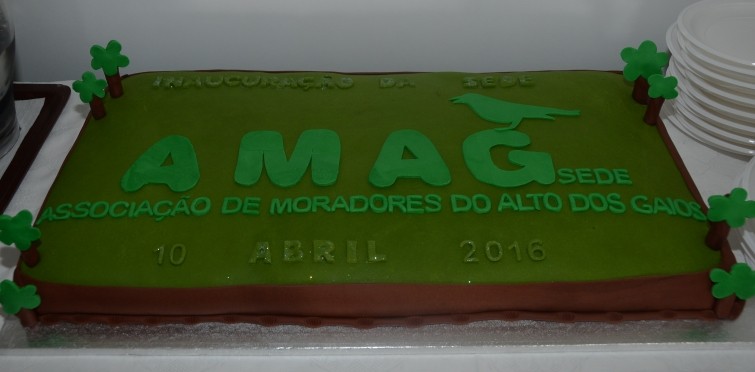 INAUGURAÇÃO DA SEDE
AMAG SEDE
ASSOCIAÇÃO DE MORADORES DO ALTO DOS GAIOS
10 ABRIL 2016